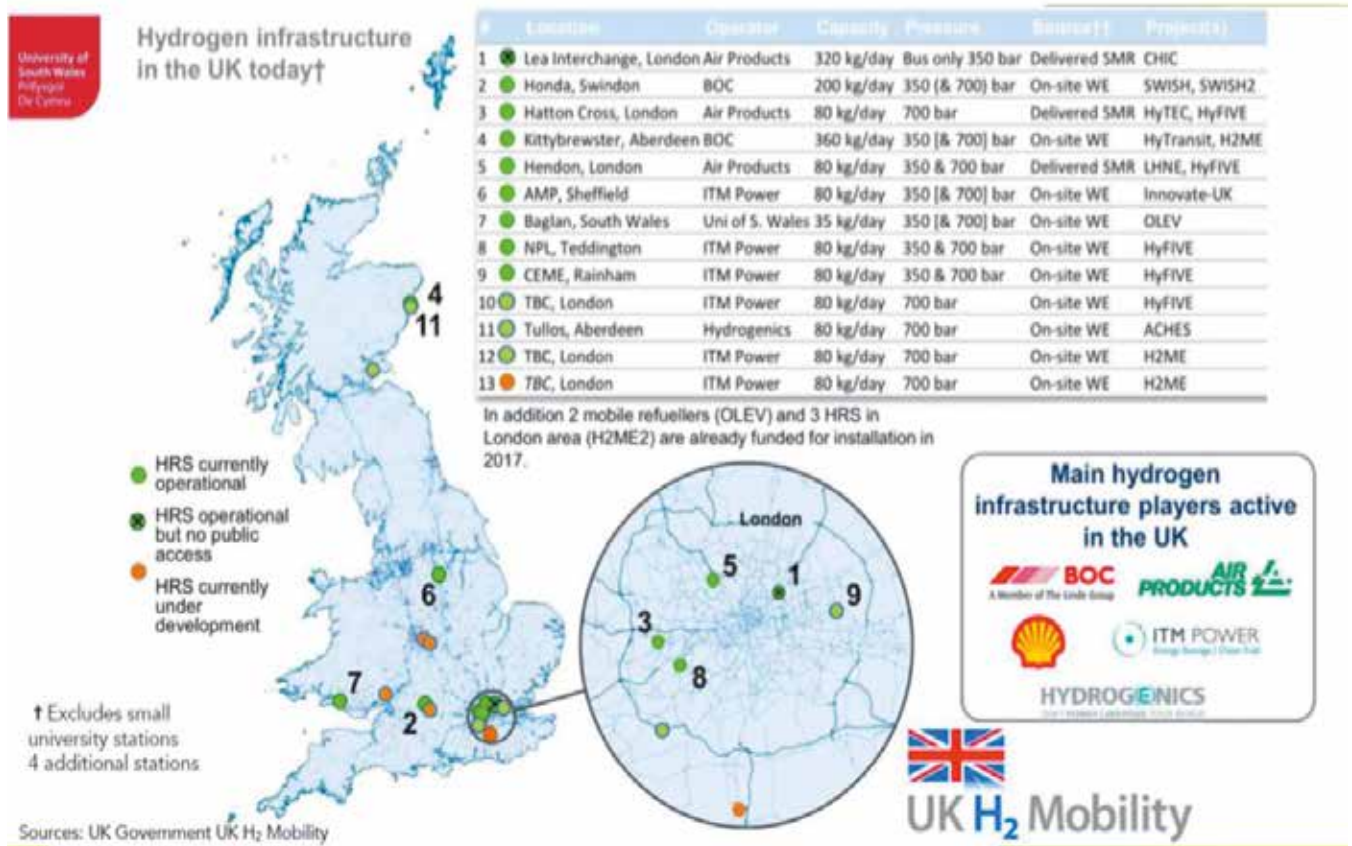 University of
South Wales
Prifysgol
De Cymru
Hydrogen infrastructure
in the UK today†
# Location Operator Capacity Pressure Source†† Project(s)
1 Lea Interchange, London Air Products 320 kg/day Bus only 350 bar Delivered SMR CHIC
2 Honda, Swindon BOC 200 kg/day 350 (& 700) bar On-site WE SWISH, SWISH2
3 Hatton Cross, London Air Products 80 kg/day 700 bar Delivered SMR HyTEC, HyFIVE
4 Kittybrewster, Aberdeen BOC 360 kg/day 350 [& 700] bar On-site WE HyTransit, H2ME
5 Hendon, London Air Products 80 kg/day 350 & 700 bar Delivered SMR LHNE, HyFIVE
6 AMP, Sheffield ITM Power 80 kg/day 350 [& 700] bar On-site WE Innovate-UK
7 Baglan, South Wales Uni of S. Wales 35 kg/day 350 [& 700] bar On-site WE OLEV
8 NPL, Teddington ITM Power 80 kg/day 350 & 700 bar On-site WE HyFIVE
9 CEME, Rainham ITM Power 80 kg/day 350 & 700 bar On-site WE HyFIVE
10 TBC, London ITM Power 80 kg/day 700 bar On-site WE HyFIVE
11 Tullos, Aberdeen Hydrogenics 80 kg/day 700 bar On-site WE ACHES
12 TBC, London ITM Power 80 kg/day 700 bar On-site WE H2ME
13 TBC, London ITM Power 80 kg/day 700 bar On-site WE H2ME
In addition 2 mobile refuellers (OLEV) and 3 HRS in
London area (H2ME2) are already funded for installation in
2017.
4
11
6
7
2
HRS currently
operational
HRS operational
but no public
access
HRS currently
under
development
London
5
1
9
3
8
Main hydrogen
infrastructure players active
in the UK
BOC
A Member of The Linde Group
AIR
PRODUCTS
ITM POWER
Energy Storage | Clean Fuel
HYDROGENICS
† Excludes small
university stations
4 additional stations
UK H₂ Mobility
Sources: UK Government UK H₂ Mobility